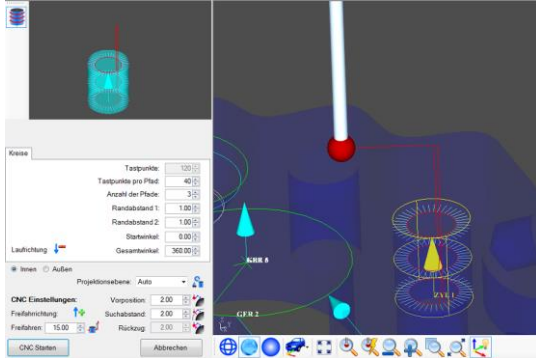 Kreise
Tastpunkte: 120
Tastpunkte pro Pfad: 40
Anzahl der Pfade: 3
Randabstand 1: 1.00
Randabstand 2: 1.00
Startwinkel: 0.00
Laufrichtung Gesamtwinkel: 360.00
Innen Außen
Projektionsebene: Auto
CNC Einstellungen: Vorposition: 2.00
Freifahrrichtung: Suchabstand: 2.00
Freifahren: 15.00 Rückzug: 2.00
CNC Starten Abbrechen
KRR 8
ZYL 1
GER 2